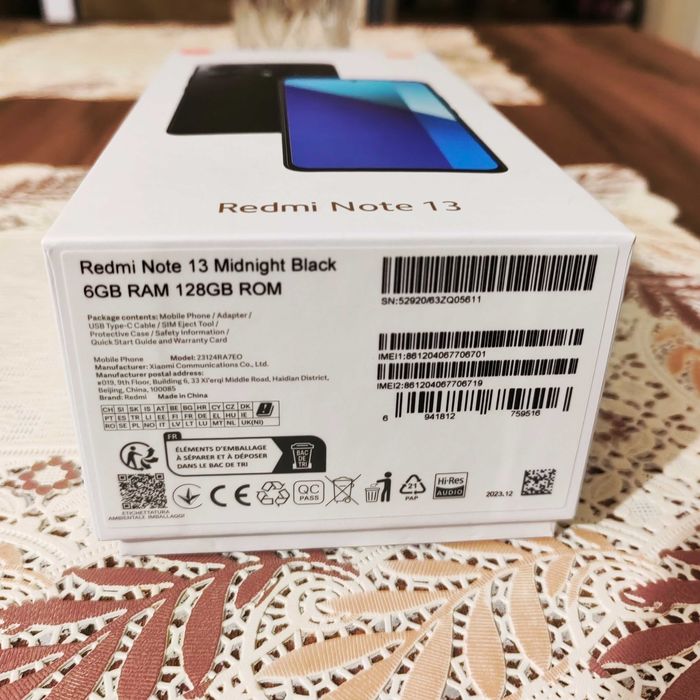 Redmi Note 13
Redmi Note 13 Midnight Black
6GB RAM 128GB ROM
Package contents: Mobile Phone / Adapter /
USB Type-C Cable / SIM Eject Tool /
Protective Case / Safety Information /
Quick Start Guide and Warranty Card
Mobile Phone Model: 23124RA7EO
Manufacturer: Xiaomi Communications Co., Ltd.
Manufacturer postal address:
#019, 9th Floor, Building 6, 33 Xi'erqi Middle Road, Haidian District,
Beijing, China, 100085
Brand: Redmi Made in China
CH SI SK IS AT BE BG HR CY CZ DK
PT ES TR LI EE FI FR DE EL HU IE
RO SE PL NO IT LV LT LU MT NL UK(NI)
SN:52920/63ZQ05611
IMEI1:861204067706701
IMEI2:861204067706719
6 941812 759516
FR
ÉLÉMENTS D'EMBALLAGE
À SÉPARER ET À DÉPOSER
DANS LE BAC DE TRI
BAC
DE
TRI
ETICHETTATURA
AMBIENTALE IMBALLAGGI
CE
QC
PASS
21
PAP
Hi-Res
AUDIO
2023.12